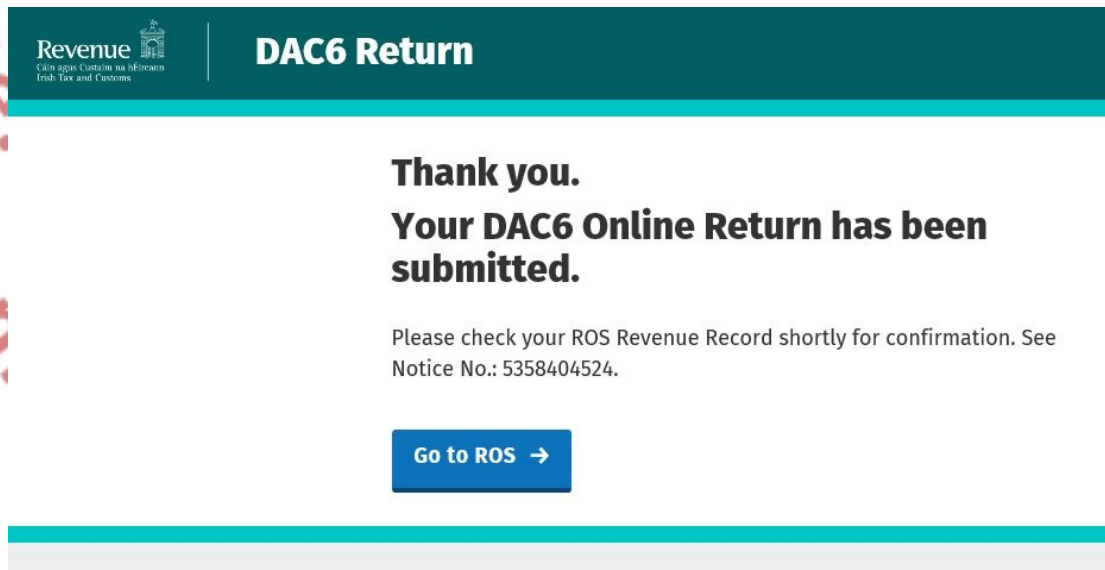 Revenue
Cáin agus Custaim na hÉireann
Irish Tax and Customs
DAC6 Return
Thank you.
Your DAC6 Online Return has been
submitted.
Please check your ROS Revenue Record shortly for confirmation. See
Notice No.: 5358404524.
Go to ROS →